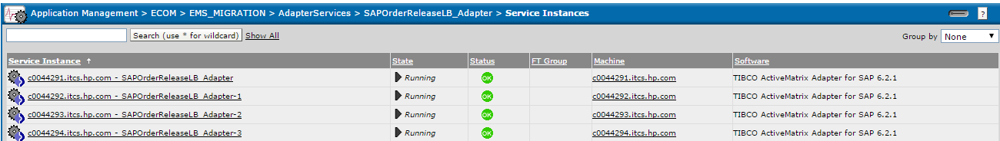 Application Management > ECOM > EMS_MIGRATION > AdapterServices > SAPOrderReleaseLB_Adapter > Service Instances ?
Search (use * for wildcard) Show All Group by None
Service Instance ↑ State Status FT Group Machine Software
c0044291.itcs.hp.com - SAPOrderReleaseLB_Adapter Running OK c0044291.itcs.hp.com TIBCO ActiveMatrix Adapter for SAP 6.2.1
c0044292.itcs.hp.com - SAPOrderReleaseLB_Adapter-1 Running OK c0044292.itcs.hp.com TIBCO ActiveMatrix Adapter for SAP 6.2.1
c0044293.itcs.hp.com - SAPOrderReleaseLB_Adapter-2 Running OK c0044293.itcs.hp.com TIBCO ActiveMatrix Adapter for SAP 6.2.1
c0044294.itcs.hp.com - SAPOrderReleaseLB_Adapter-3 Running OK c0044294.itcs.hp.com TIBCO ActiveMatrix Adapter for SAP 6.2.1